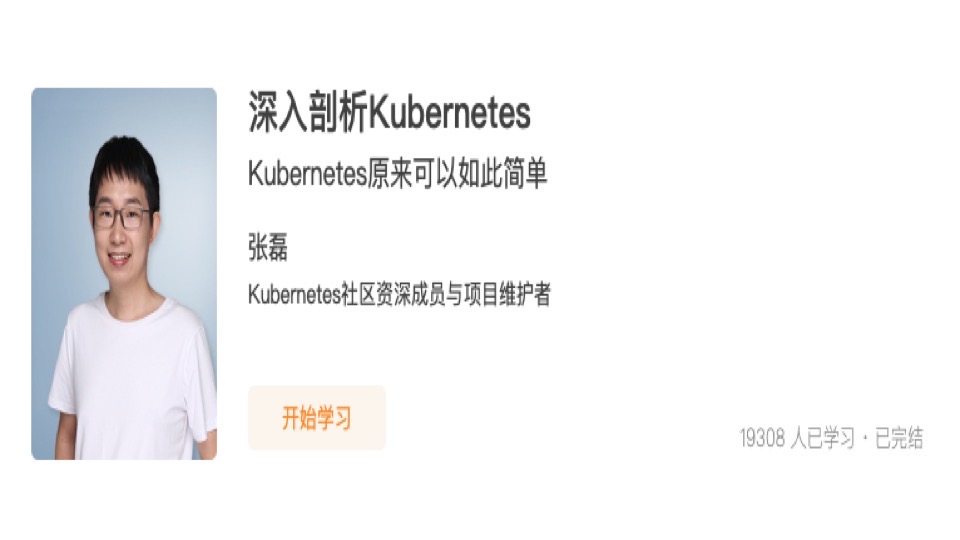 深入剖析Kubernetes
Kubernetes原来可以如此简单
张磊
Kubernetes社区资深成员与项目维护者
开始学习
19308 人已学习 · 已完结